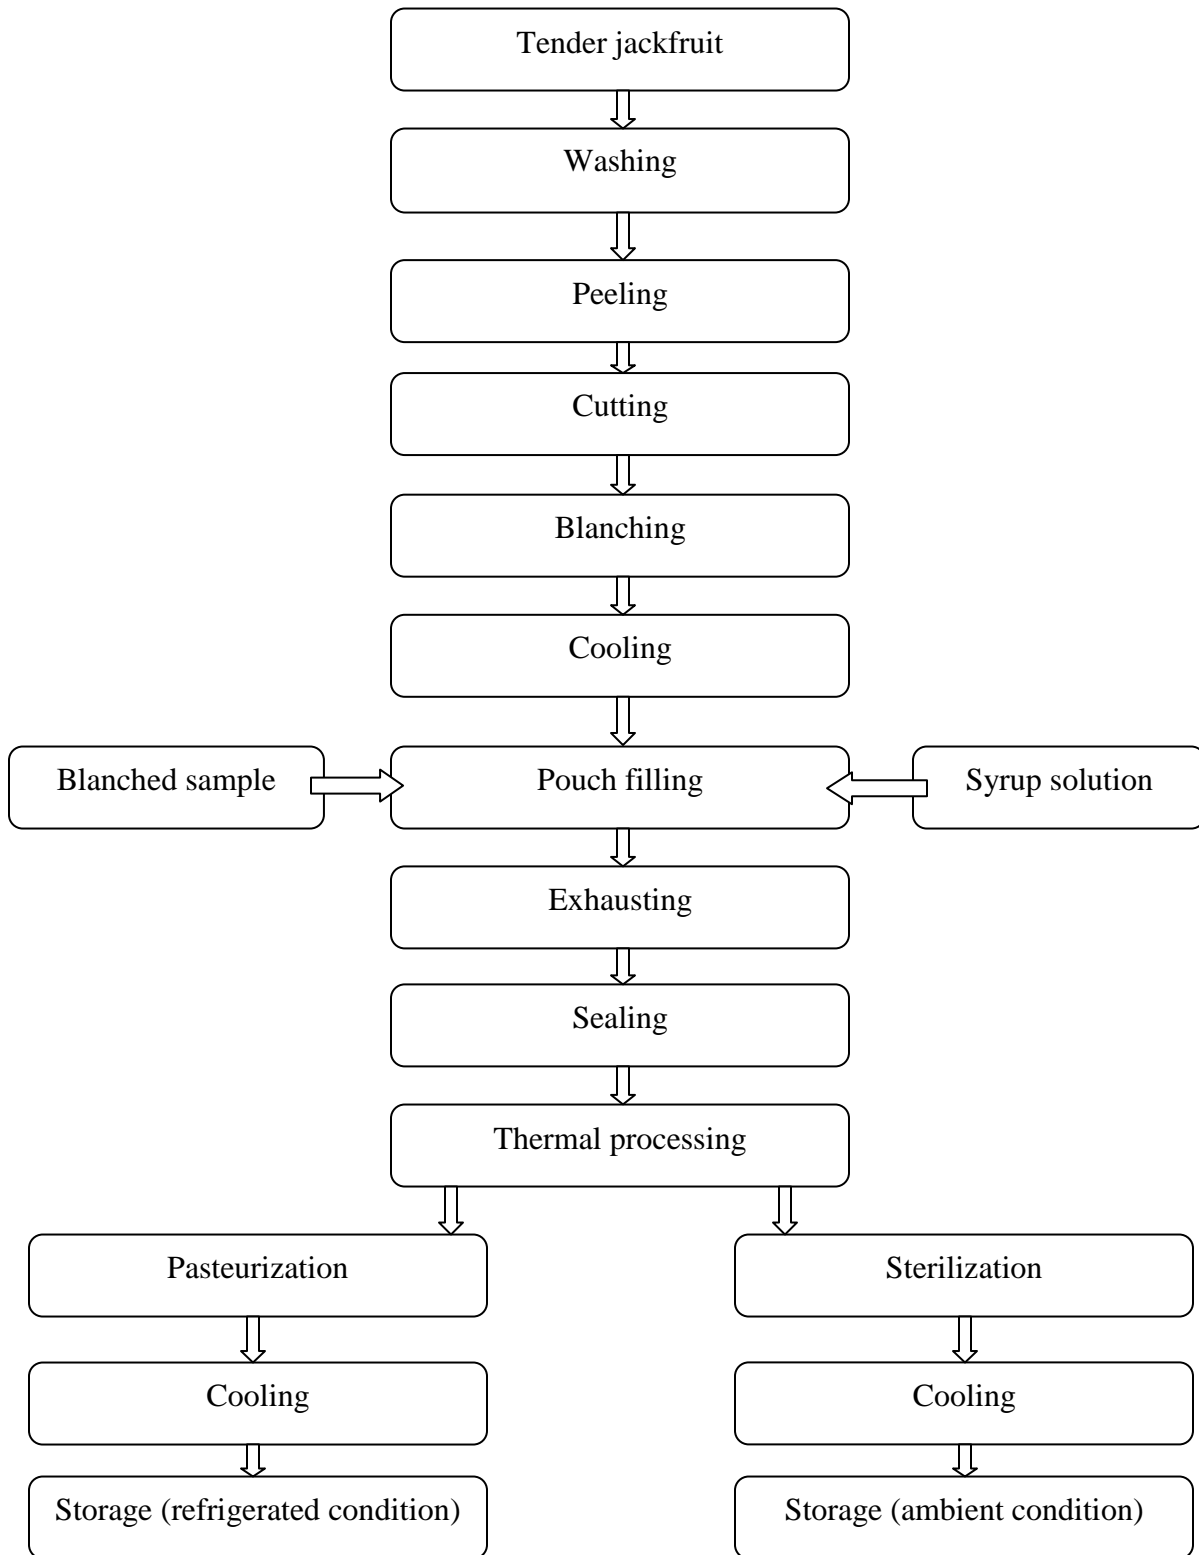 Tender jackfruit
Washing
Peeling
Cutting
Blanching
Cooling
Blanched sample
Pouch filling
Syrup solution
Exhausting
Sealing
Thermal processing
Pasteurization
Sterilization
Cooling
Cooling
Storage (refrigerated condition)
Storage (ambient condition)